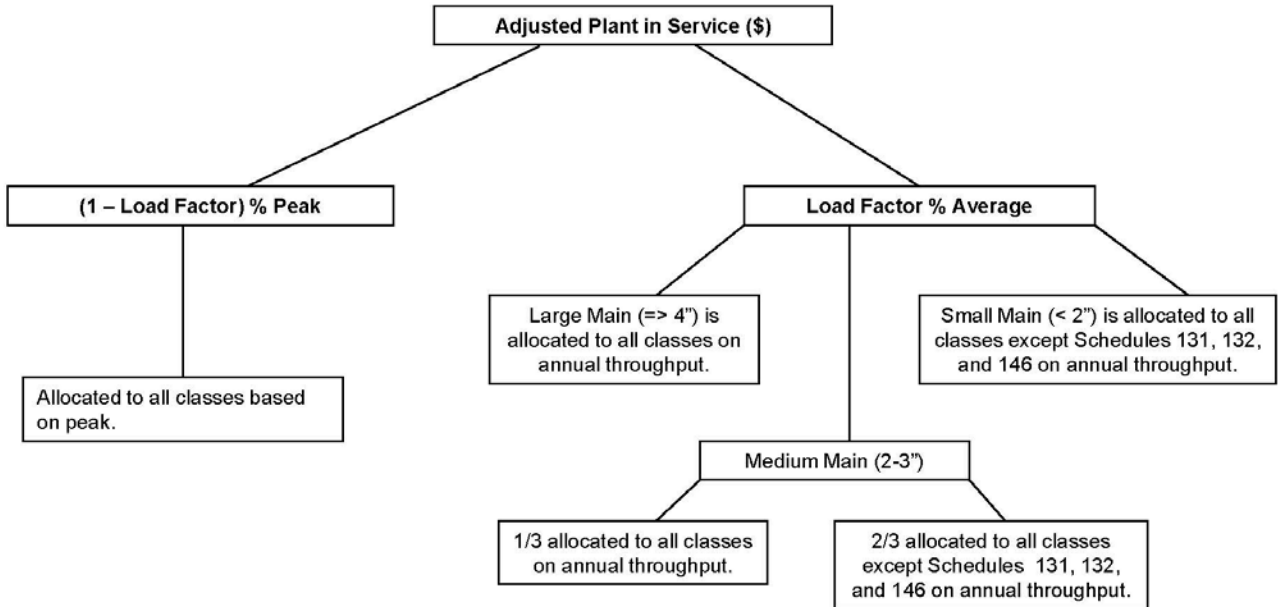 Adjusted Plant in Service ($)
(1 – Load Factor) % Peak
Load Factor % Average
Large Main (=> 4”) is
allocated to all classes on
annual throughput.
Small Main (< 2”) is allocated to all
classes except Schedules 131, 132,
and 146 on annual throughput.
Allocated to all classes based
on peak.
Medium Main (2-3”)
1/3 allocated to all classes
on annual throughput.
2/3 allocated to all classes
except Schedules  131, 132,
and 146 on annual throughput.